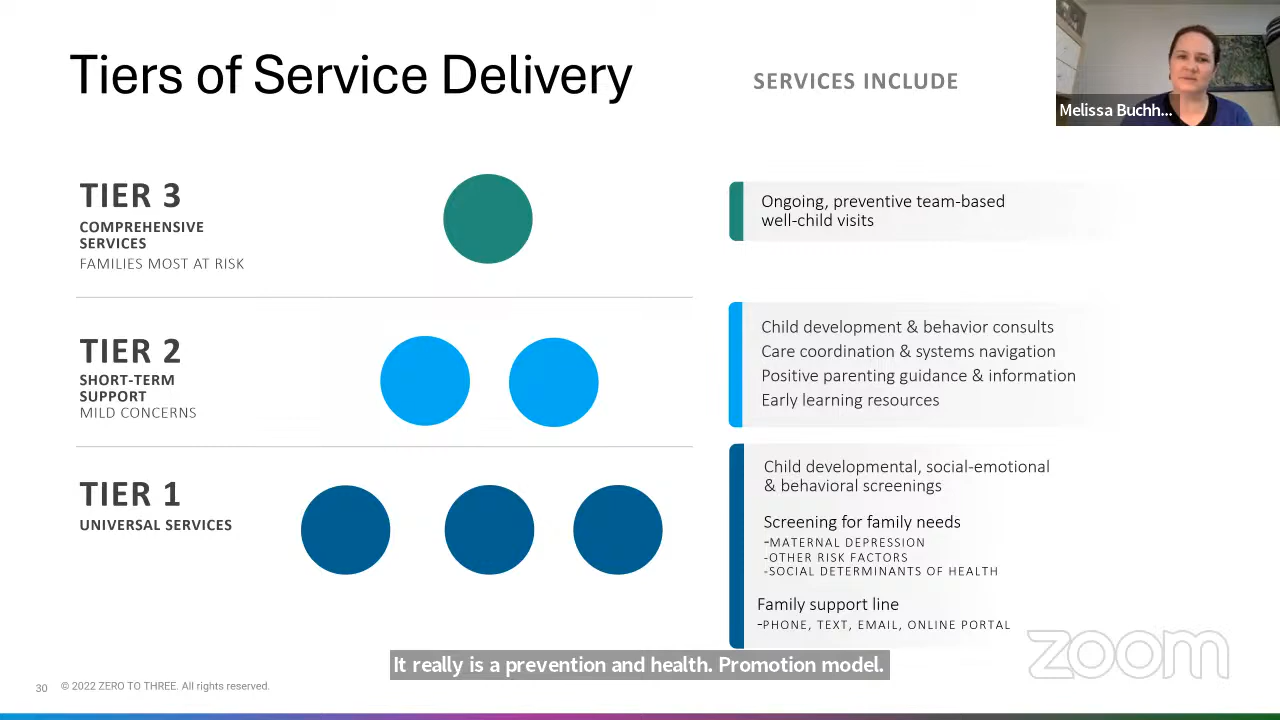 Tiers of Service Delivery
SERVICES INCLUDE
Melissa Buchh...
TIER 3
COMPREHENSIVE
SERVICES
FAMILIES MOST AT RISK
Ongoing, preventive team-based
well-child visits
TIER 2
SHORT-TERM
SUPPORT
MILD CONCERNS
Child development & behavior consults
Care coordination & systems navigation
Positive parenting guidance & information
Early learning resources
TIER 1
UNIVERSAL SERVICES
Child developmental, social-emotional
& behavioral screenings
Screening for family needs
-MATERNAL DEPRESSION
-OTHER RISK FACTORS
-SOCIAL DETERMINANTS OF HEALTH
Family support line
-PHONE, TEXT, EMAIL, ONLINE PORTAL
zoom
It really is a prevention and health. Promotion model.
30 © 2022 ZERO TO THREE. All rights reserved.